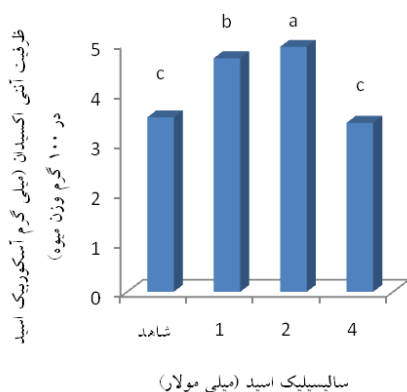 ظرفیت آنتی اکسیدان (میلی گرم آسکوربیک اسید
در ۱۰۰ گرم وزن میوه)
5
4
3
2
1
0
c
b
a
c
شاهد 1 2 4
سالیسیلیک اسید (میلی مولار)